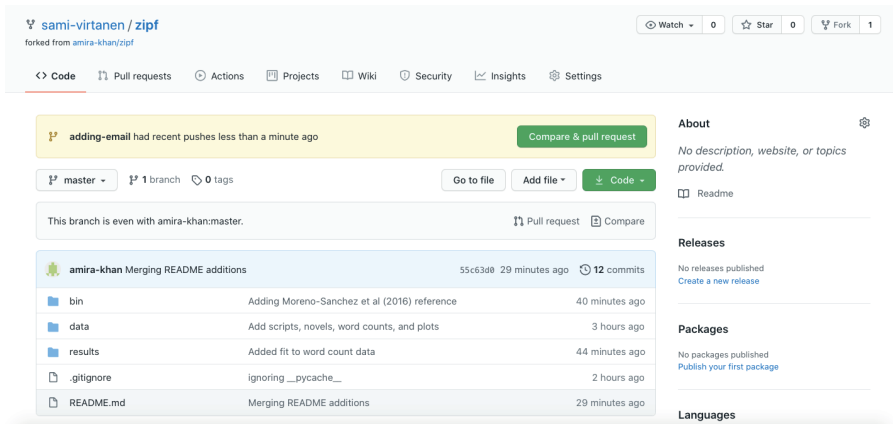 sami-virtanen / zipf
Watch 0 Star 0 Fork 1
forked from amira-khan/zipf
Code Pull requests Actions Projects Wiki Security Insights Settings
adding-email had recent pushes less than a minute ago Compare & pull request
master 1 branch 0 tags Go to file Add file Code
This branch is even with amira-khan:master. Pull request Compare
amira-khan Merging README additions 55c63d0 29 minutes ago 12 commits
bin Adding Moreno-Sanchez et al (2016) reference 40 minutes ago
data Add scripts, novels, word counts, and plots 3 hours ago
results Added fit to word count data 44 minutes ago
.gitignore ignoring __pycache__ 2 hours ago
README.md Merging README additions 29 minutes ago
About
No description, website, or topics
provided.
Readme
Releases
No releases published
Create a new release
Packages
No packages published
Publish your first package
Languages